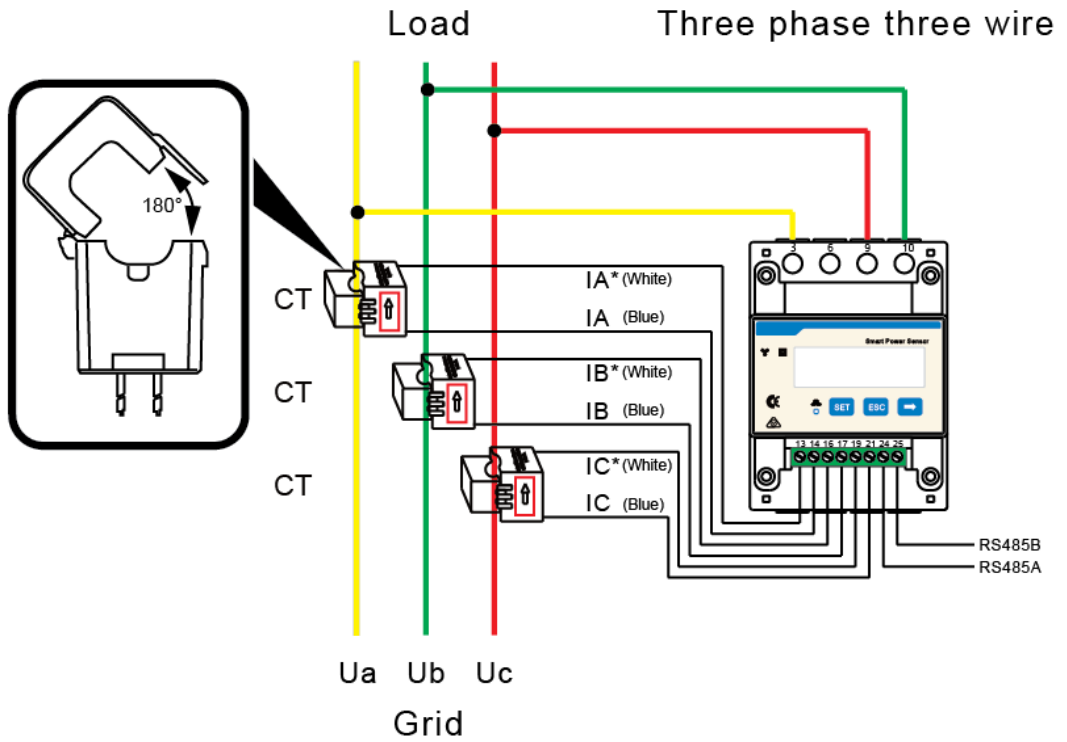 Load
Three phase three wire
180°
3 6 9 10
CT
IA* (White)
IA (Blue)
Smart Power Sensor
SET ESC
CT
IB* (White)
IB (Blue)
13 14 16 17 19 21 24 25
CT
IC* (White)
IC (Blue)
RS485B
RS485A
Ua Ub Uc
Grid